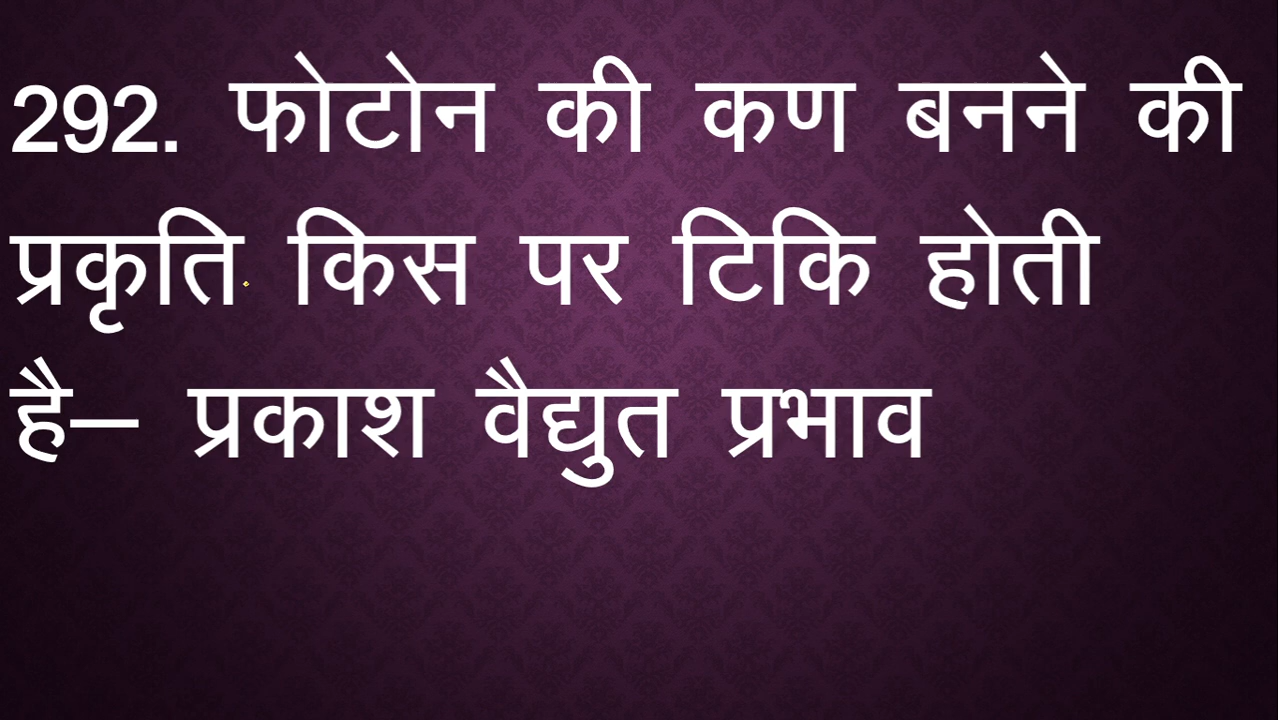 292. फोटोन की कण बनने की
प्रकृति किस पर टिकि होती
है– प्रकाश वैद्युत प्रभाव